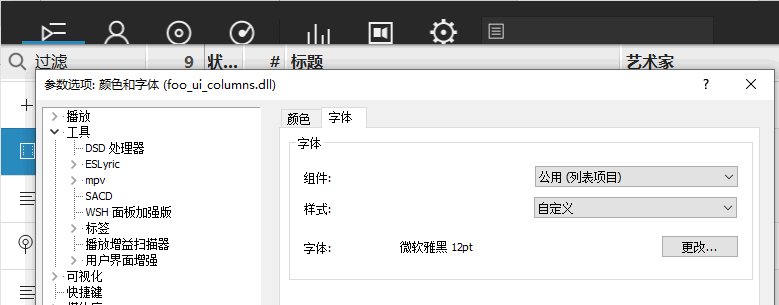 过滤 9 状... # 标题 艺术家
参数选项: 颜色和字体 (foo_ui_columns.dll) ?
播放
工具
DSD 处理器
ESLyric
mpv
SACD
WSH 面板加强版
标签
播放增益扫描器
用户界面增强
可视化
快捷键
颜色 字体
字体
组件: 公用 (列表项目)
样式: 自定义
字体: 微软雅黑 12pt 更改...